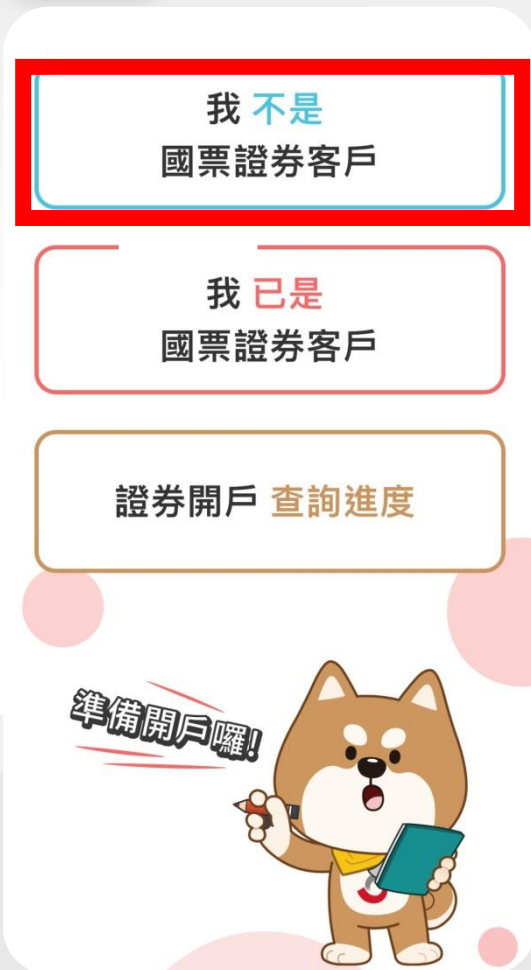 我 不是
國票證券客戶
我 已是
國票證券客戶
證券開戶 查詢進度
準備開戶囉!